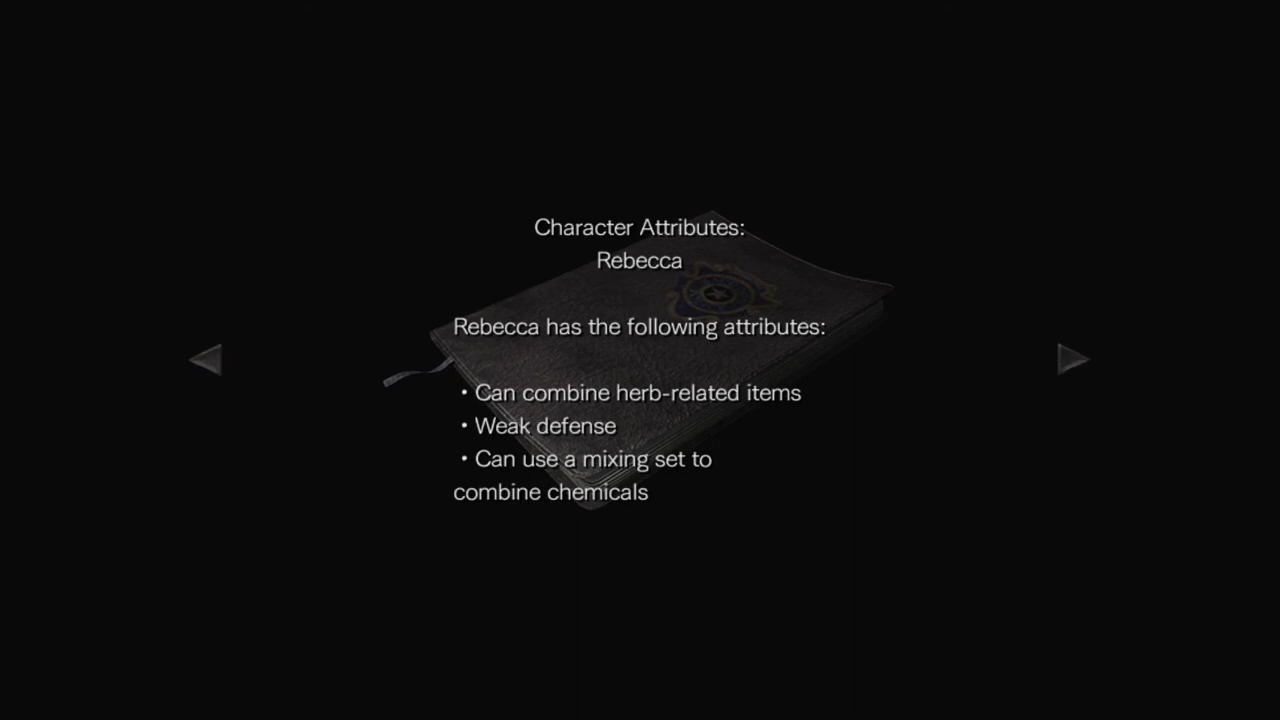 Character Attributes:
Rebecca
Rebecca has the following attributes:
・Can combine herb-related items
・Weak defense
・Can use a mixing set to
combine chemicals